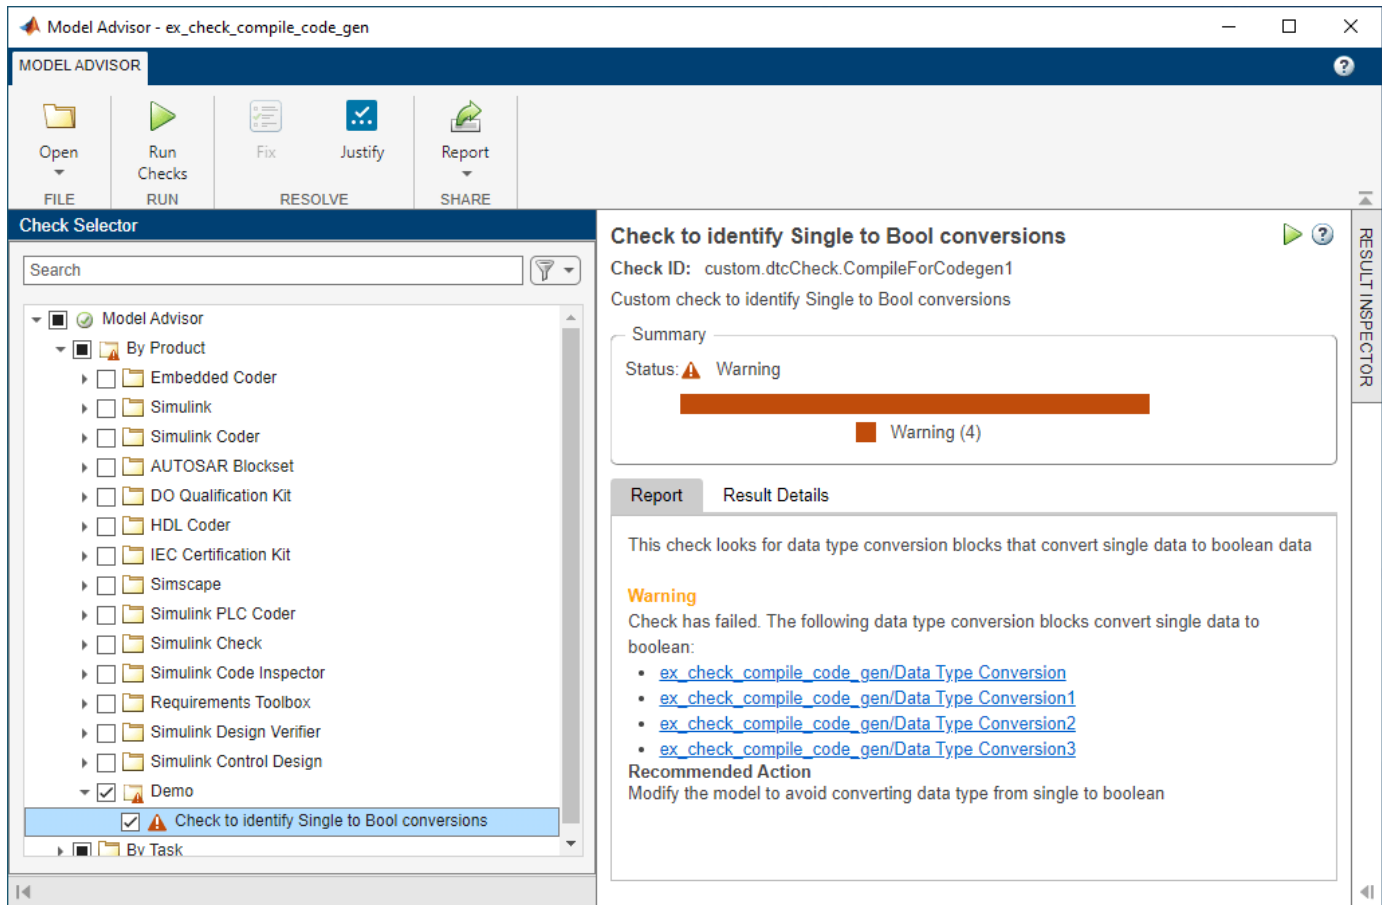 Model Advisor - ex_check_compile_code_gen
MODEL ADVISOR
Open
Run
Checks
Fix
Justify
Report
FILE
RUN
RESOLVE
SHARE
Check Selector
Search
Model Advisor
By Product
Embedded Coder
Simulink
Simulink Coder
AUTOSAR Blockset
DO Qualification Kit
HDL Coder
IEC Certification Kit
Simscape
Simulink PLC Coder
Simulink Check
Simulink Code Inspector
Requirements Toolbox
Simulink Design Verifier
Simulink Control Design
Demo
Check to identify Single to Bool conversions
By Task
Check to identify Single to Bool conversions
Check ID: custom.dtcCheck.CompileForCodegen1
Custom check to identify Single to Bool conversions
Summary
Status: Warning
Warning (4)
Report Result Details
This check looks for data type conversion blocks that convert single data to boolean data
Warning
Check has failed. The following data type conversion blocks convert single data to
boolean:
• ex_check_compile_code_gen/Data Type Conversion
• ex_check_compile_code_gen/Data Type Conversion1
• ex_check_compile_code_gen/Data Type Conversion2
• ex_check_compile_code_gen/Data Type Conversion3
Recommended Action
Modify the model to avoid converting data type from single to boolean
RESULT INSPECTOR